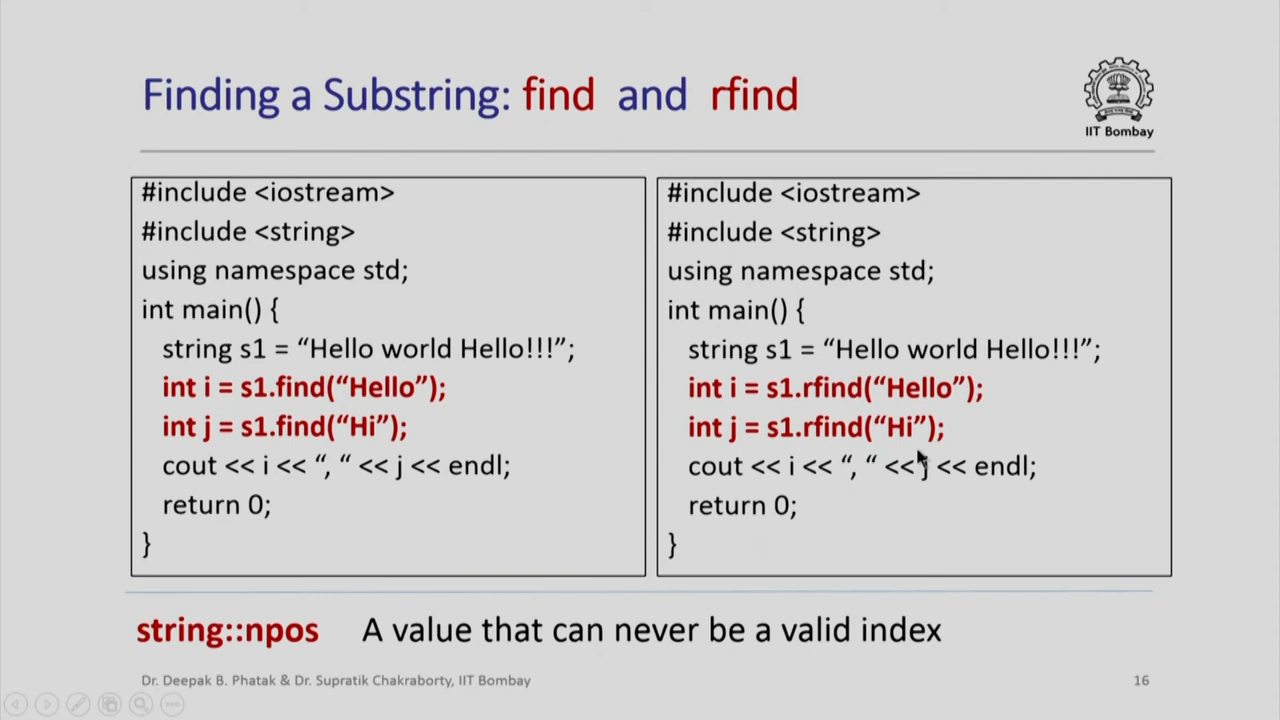 Finding a Substring: find and rfind
IIT Bombay
#include <iostream>
#include <string>
using namespace std;
int main() {
string s1 = “Hello world Hello!!!”;
int i = s1.find(“Hello”);
int j = s1.find(“Hi”);
cout << i << “, “ << j << endl;
return 0;
}
#include <iostream>
#include <string>
using namespace std;
int main() {
string s1 = “Hello world Hello!!!”;
int i = s1.rfind(“Hello”);
int j = s1.rfind(“Hi”);
cout << i << “, “ << j << endl;
return 0;
}
string::npos A value that can never be a valid index
Dr. Deepak B. Phatak & Dr. Supratik Chakraborty, IIT Bombay
16